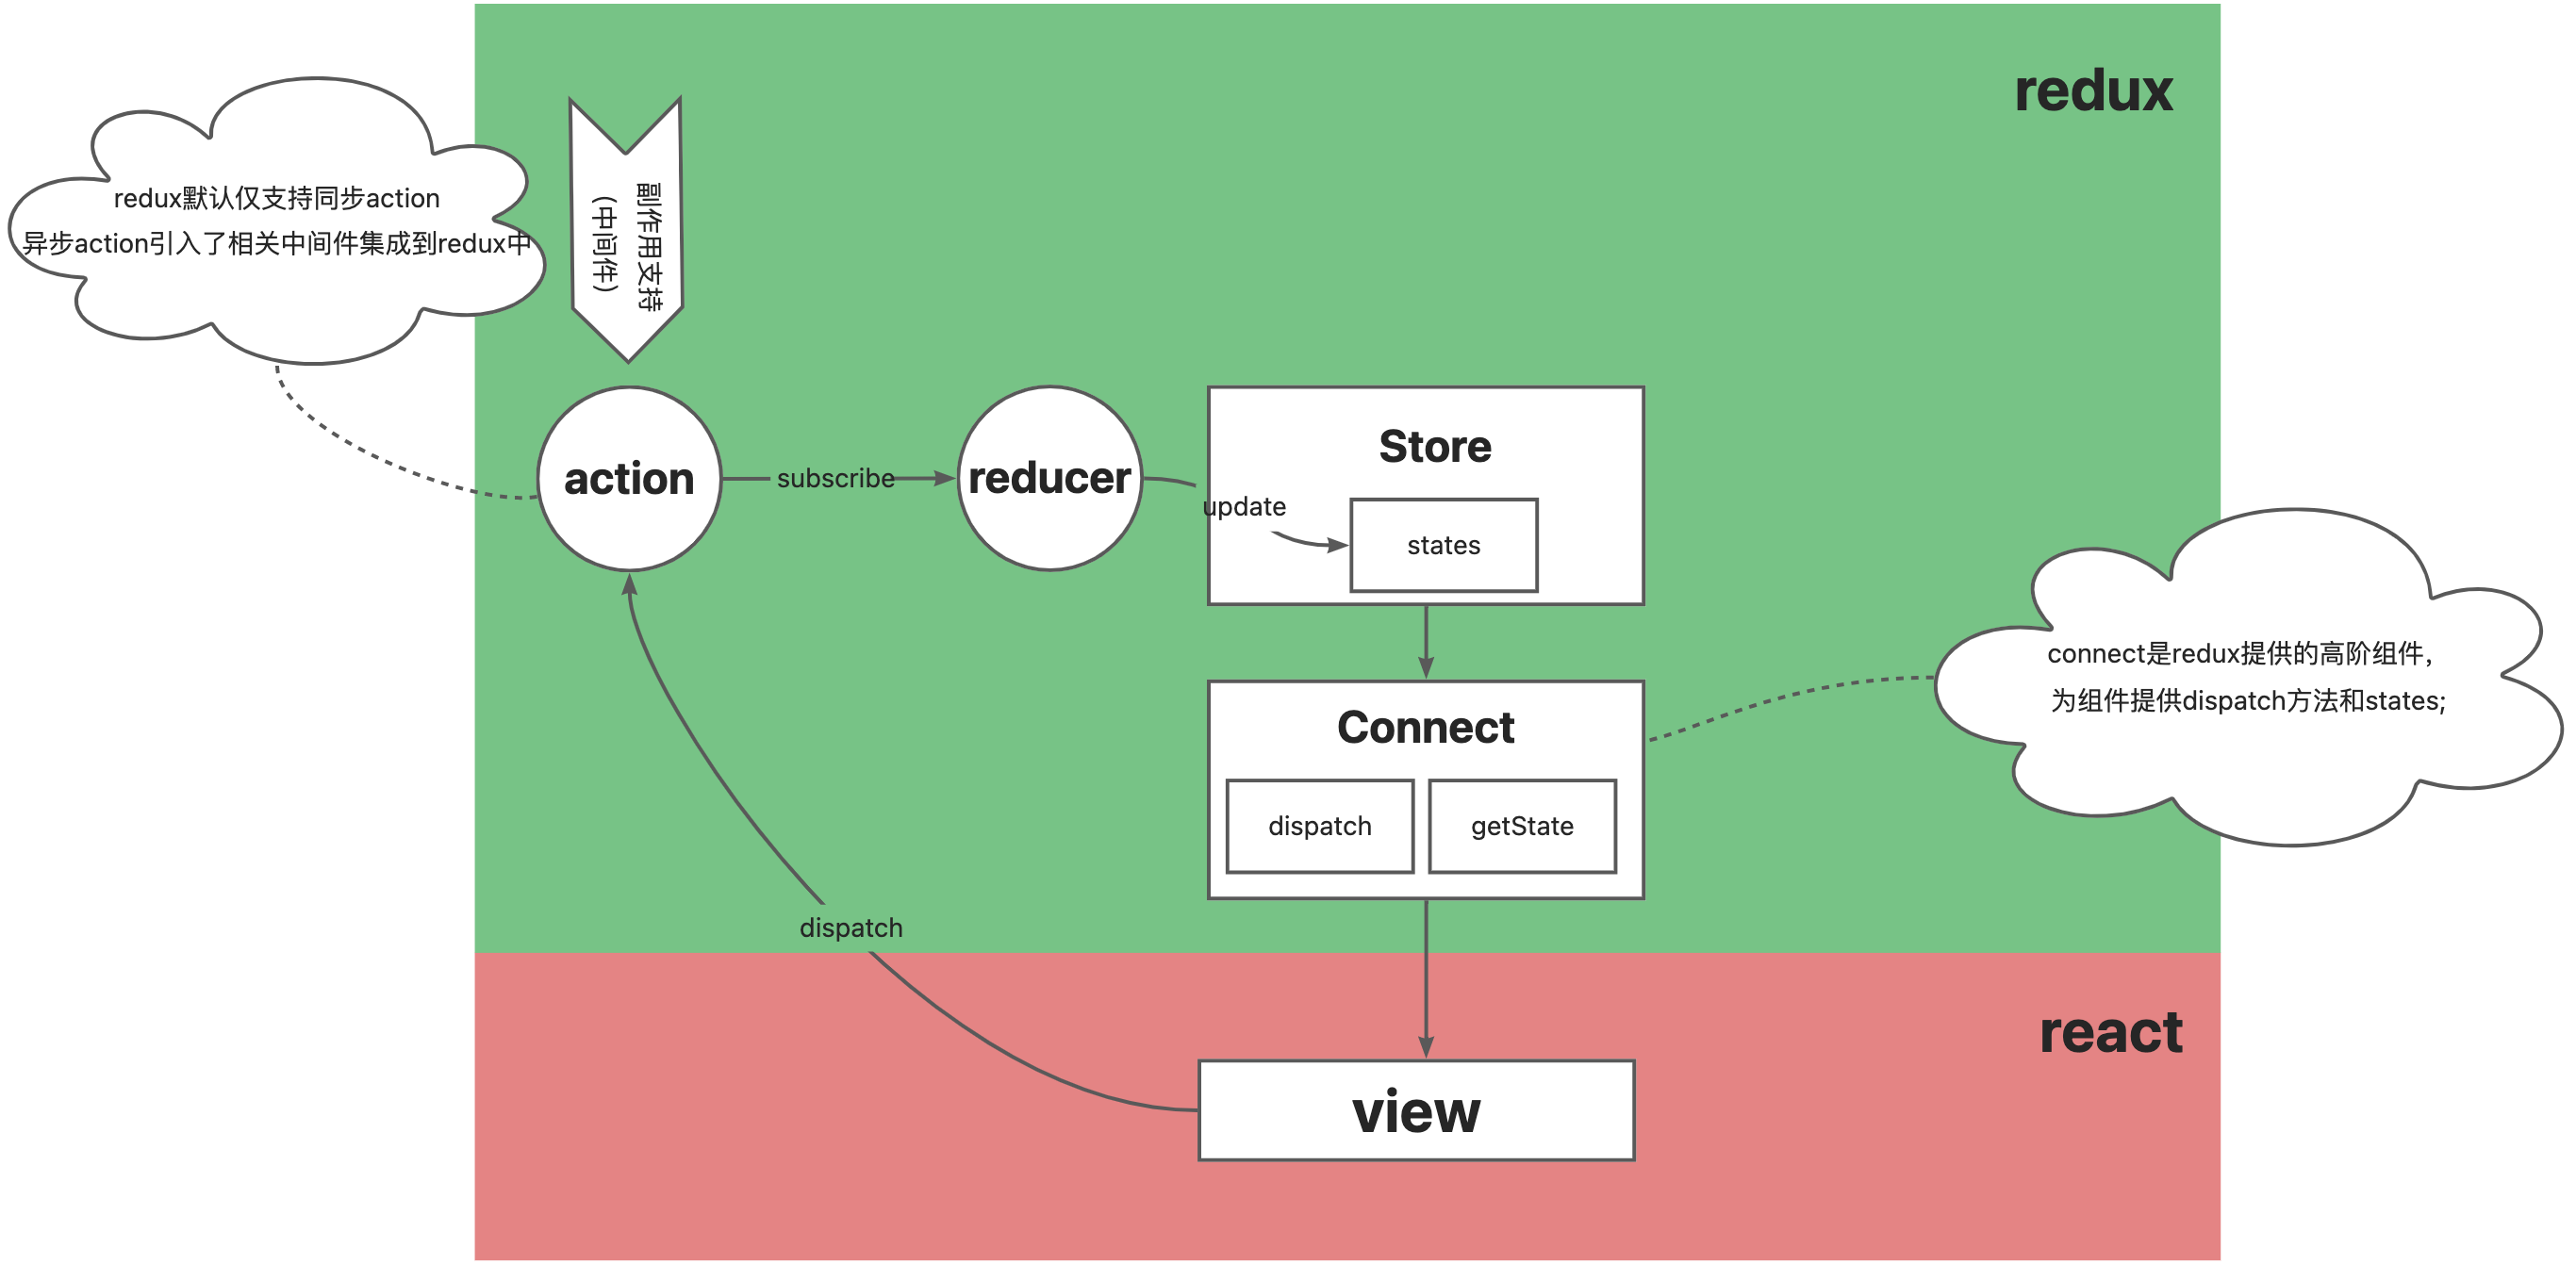 redux
redux默认仅支持同步action
异步action引入了相关中间件集成到redux中
副作用支持
(中间件)
action
subscribe
reducer
Store
update
states
connect是redux提供的高阶组件，
为组件提供dispatch方法和states;
Connect
dispatch
getState
dispatch
react
view